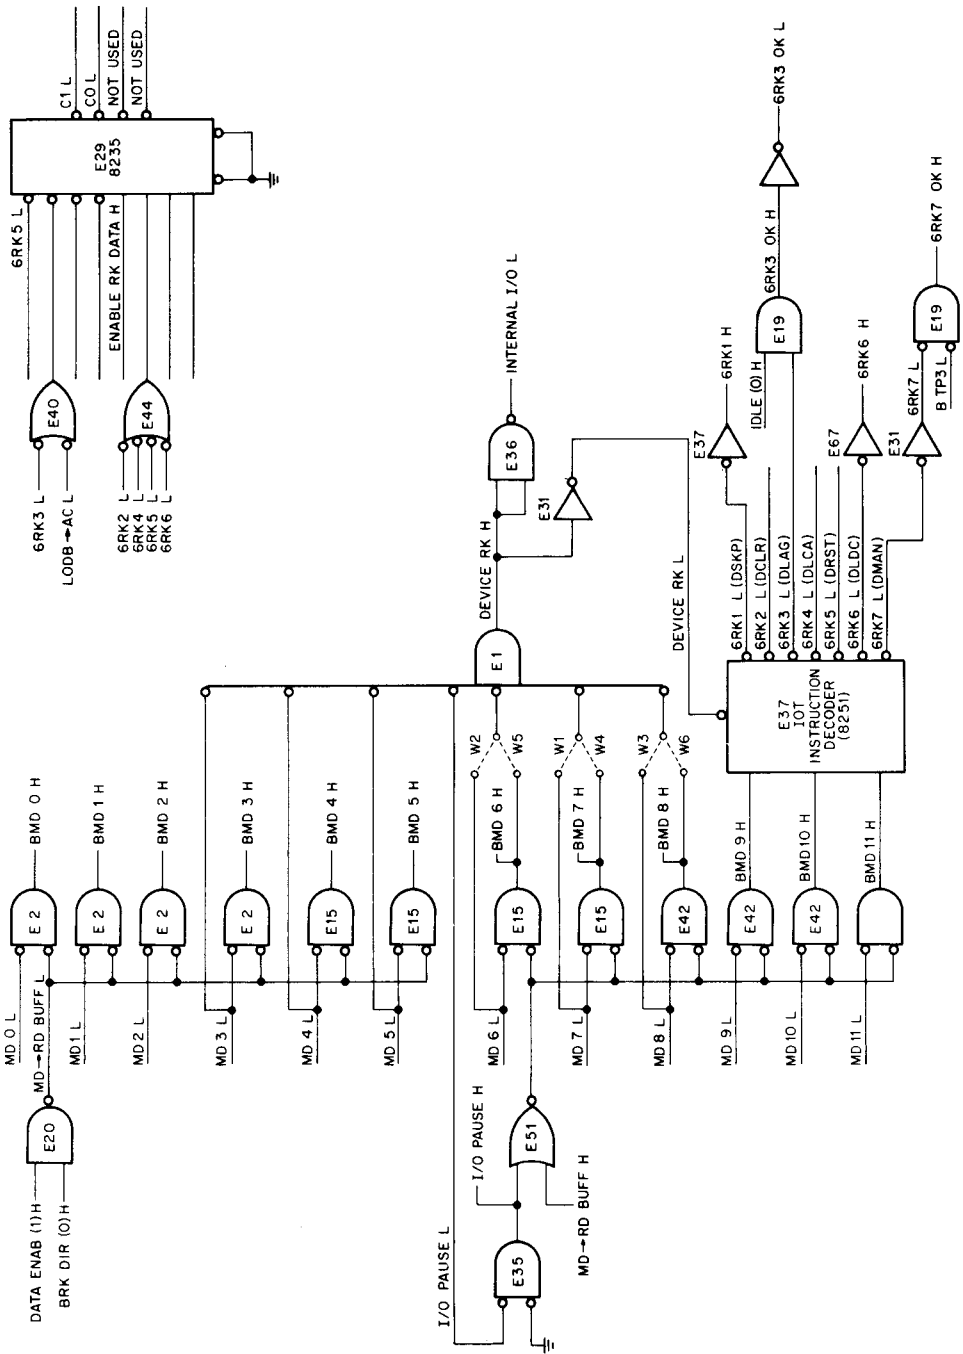 DATA ENAB (1) H
BRK DIR (0) H
E20
MD→RD BUFF L
MD 0 L
E 2
BMD 0 H
MD1 L
E 2
BMD 1 H
MD2 L
E 2
BMD 2 H
MD 3 L
E 2
BMD 3 H
MD 4 L
E15
BMD 4 H
MD 5 L
E15
BMD 5 H
I/O PAUSE L
E35
I/O PAUSE H
MD→RD BUFF H
E51
MD 6 L
E15
BMD 6 H
W2
W5
MD 7 L
E15
BMD 7 H
W1
W4
MD8 L
E42
BMD 8 H
W3
W6
MD 9 L
E42
BMD 9 H
MD10 L
E42
BMD10 H
MD11 L
BMD 11 H
E1
DEVICE RK H
E36
INTERNAL I/O L
E31
DEVICE RK L
E37
IOT
INSTRUCTION
DECODER
(8251)
6RK1 L (DSKP)
6RK2 L (DCLR)
6RK3 L (DLAG)
6RK4 L (DLCA)
6RK5 L (DRST)
6RK6 L (DLDC)
6RK7 L (DMAN)
E37
6RK1 H
IDLE (0) H
E19
6RK3 OK H
6RK3 OK L
E67
6RK6 H
E31
6RK7 L
B TP3 L
E19
6RK7 OK H
6RK3 L
LODB→AC L
E40
6RK2 L
6RK4 L
6RK5 L
6RK6 L
E44
6RK5 L
ENABLE RK DATA H
E29
8235
C1 L
C0 L
NOT USED
NOT USED